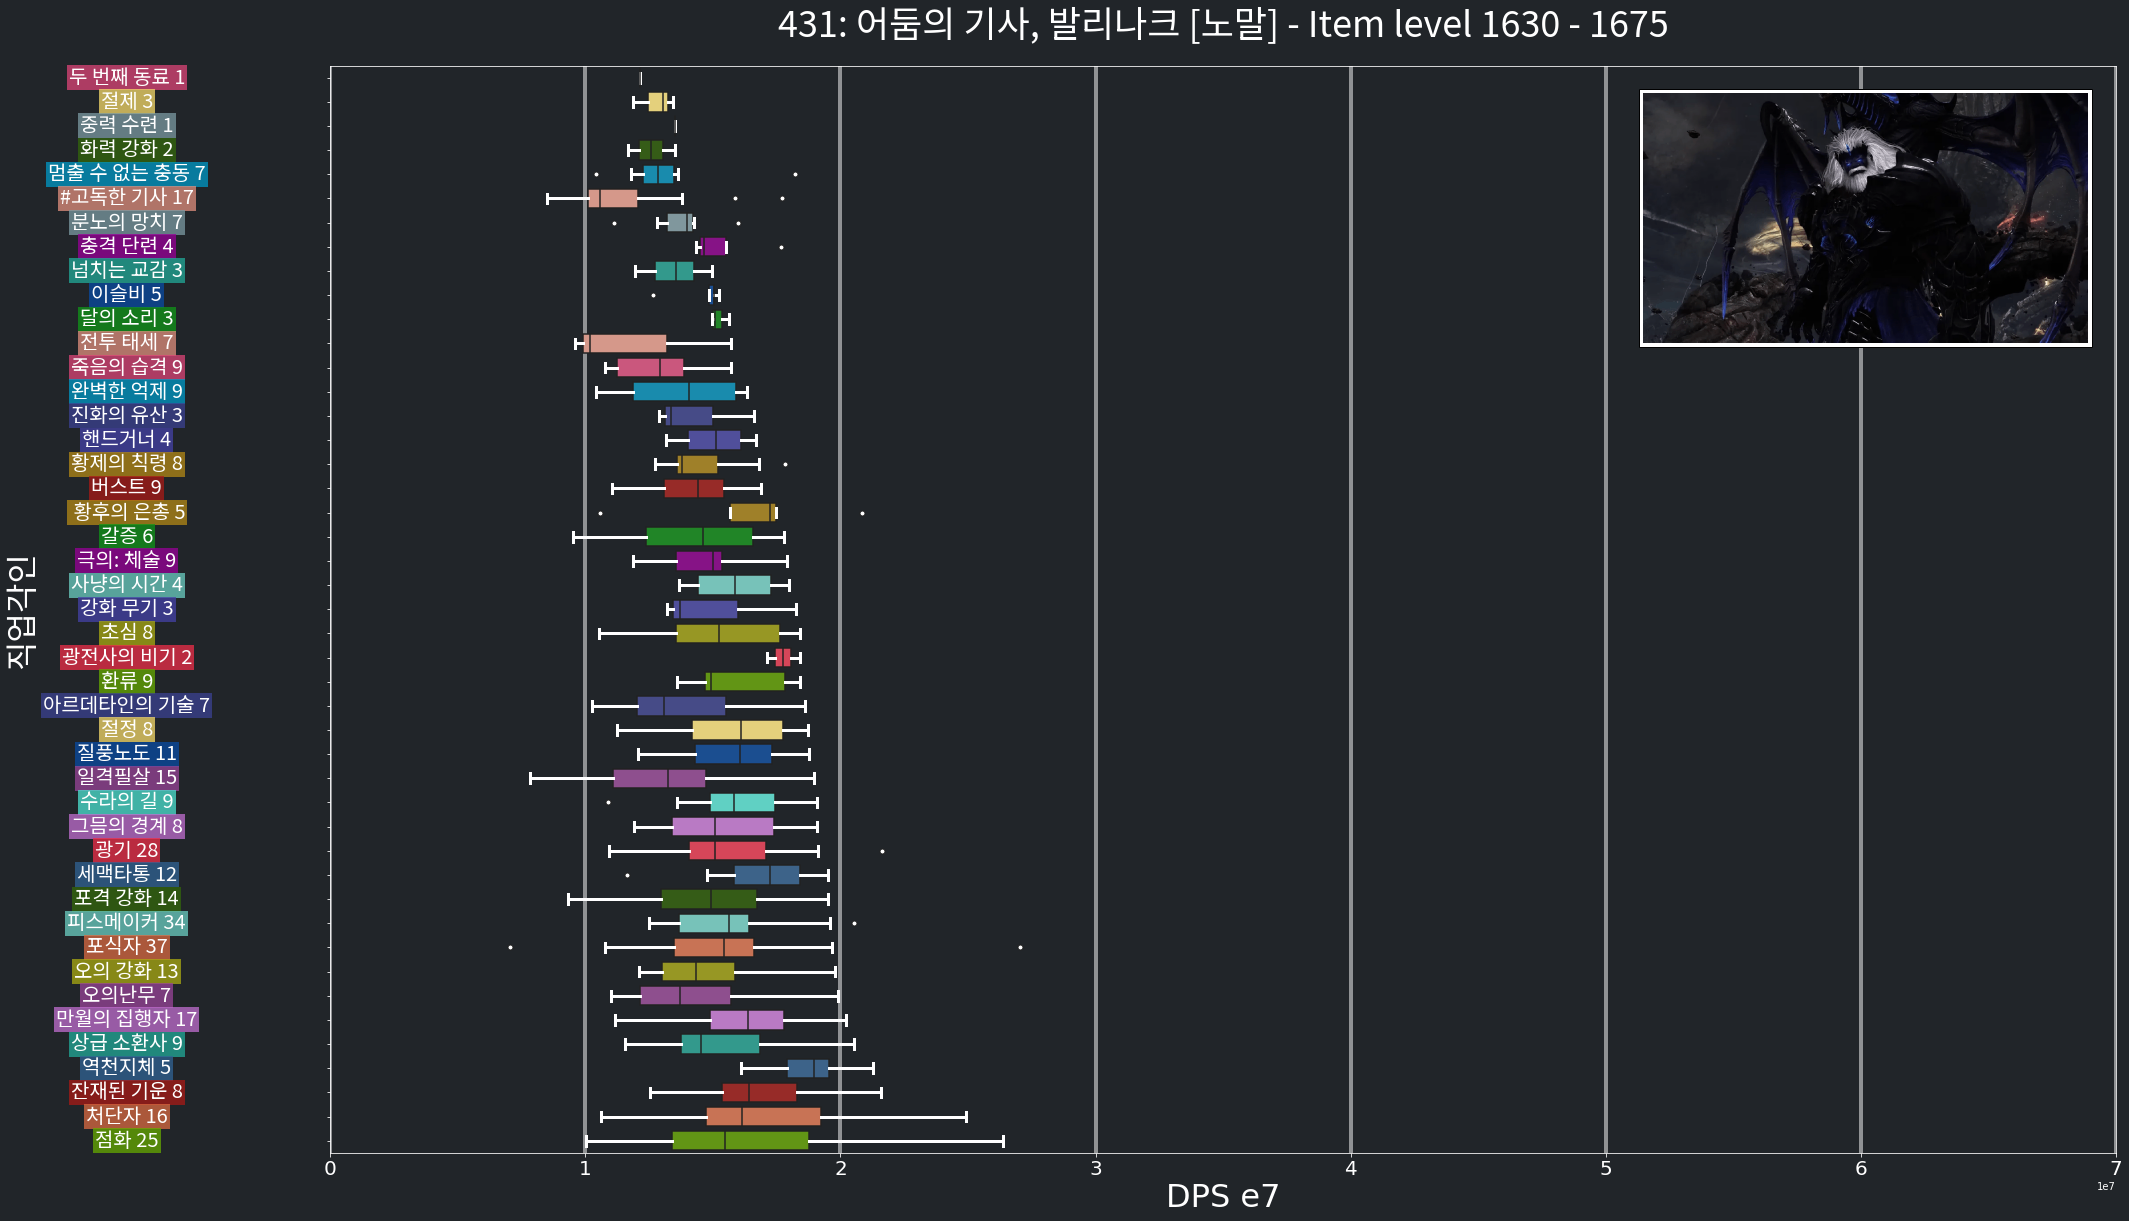 431: 어둠의 기사, 발리나크 [노말] - Item level 1630 - 1675
두 번째 동료 1
절제 3
중력 수련 1
화력 강화 2
멈출 수 없는 충동 7
#고독한 기사 17
분노의 망치 7
충격 단련 4
넘치는 교감 3
이슬비 5
달의 소리 3
전투 태세 7
죽음의 습격 9
완벽한 억제 9
진화의 유산 3
핸드거너 4
황제의 칙령 8
버스트 9
황후의 은총 5
갈증 6
극의: 체술 9
사냥의 시간 4
강화 무기 3
초심 8
광전사의 비기 2
환류 9
아르데타인의 기술 7
절정 8
질풍노도 11
일격필살 15
수라의 길 9
그믐의 경계 8
광기 28
세맥타통 12
포격 강화 14
피스메이커 34
포식자 37
오의 강화 13
오의난무 7
만월의 집행자 17
상급 소환사 9
역천지체 5
잔재된 기운 8
처단자 16
점화 25
직업각인
0 1 2 3 4 5 6 7
1e7
DPS e7